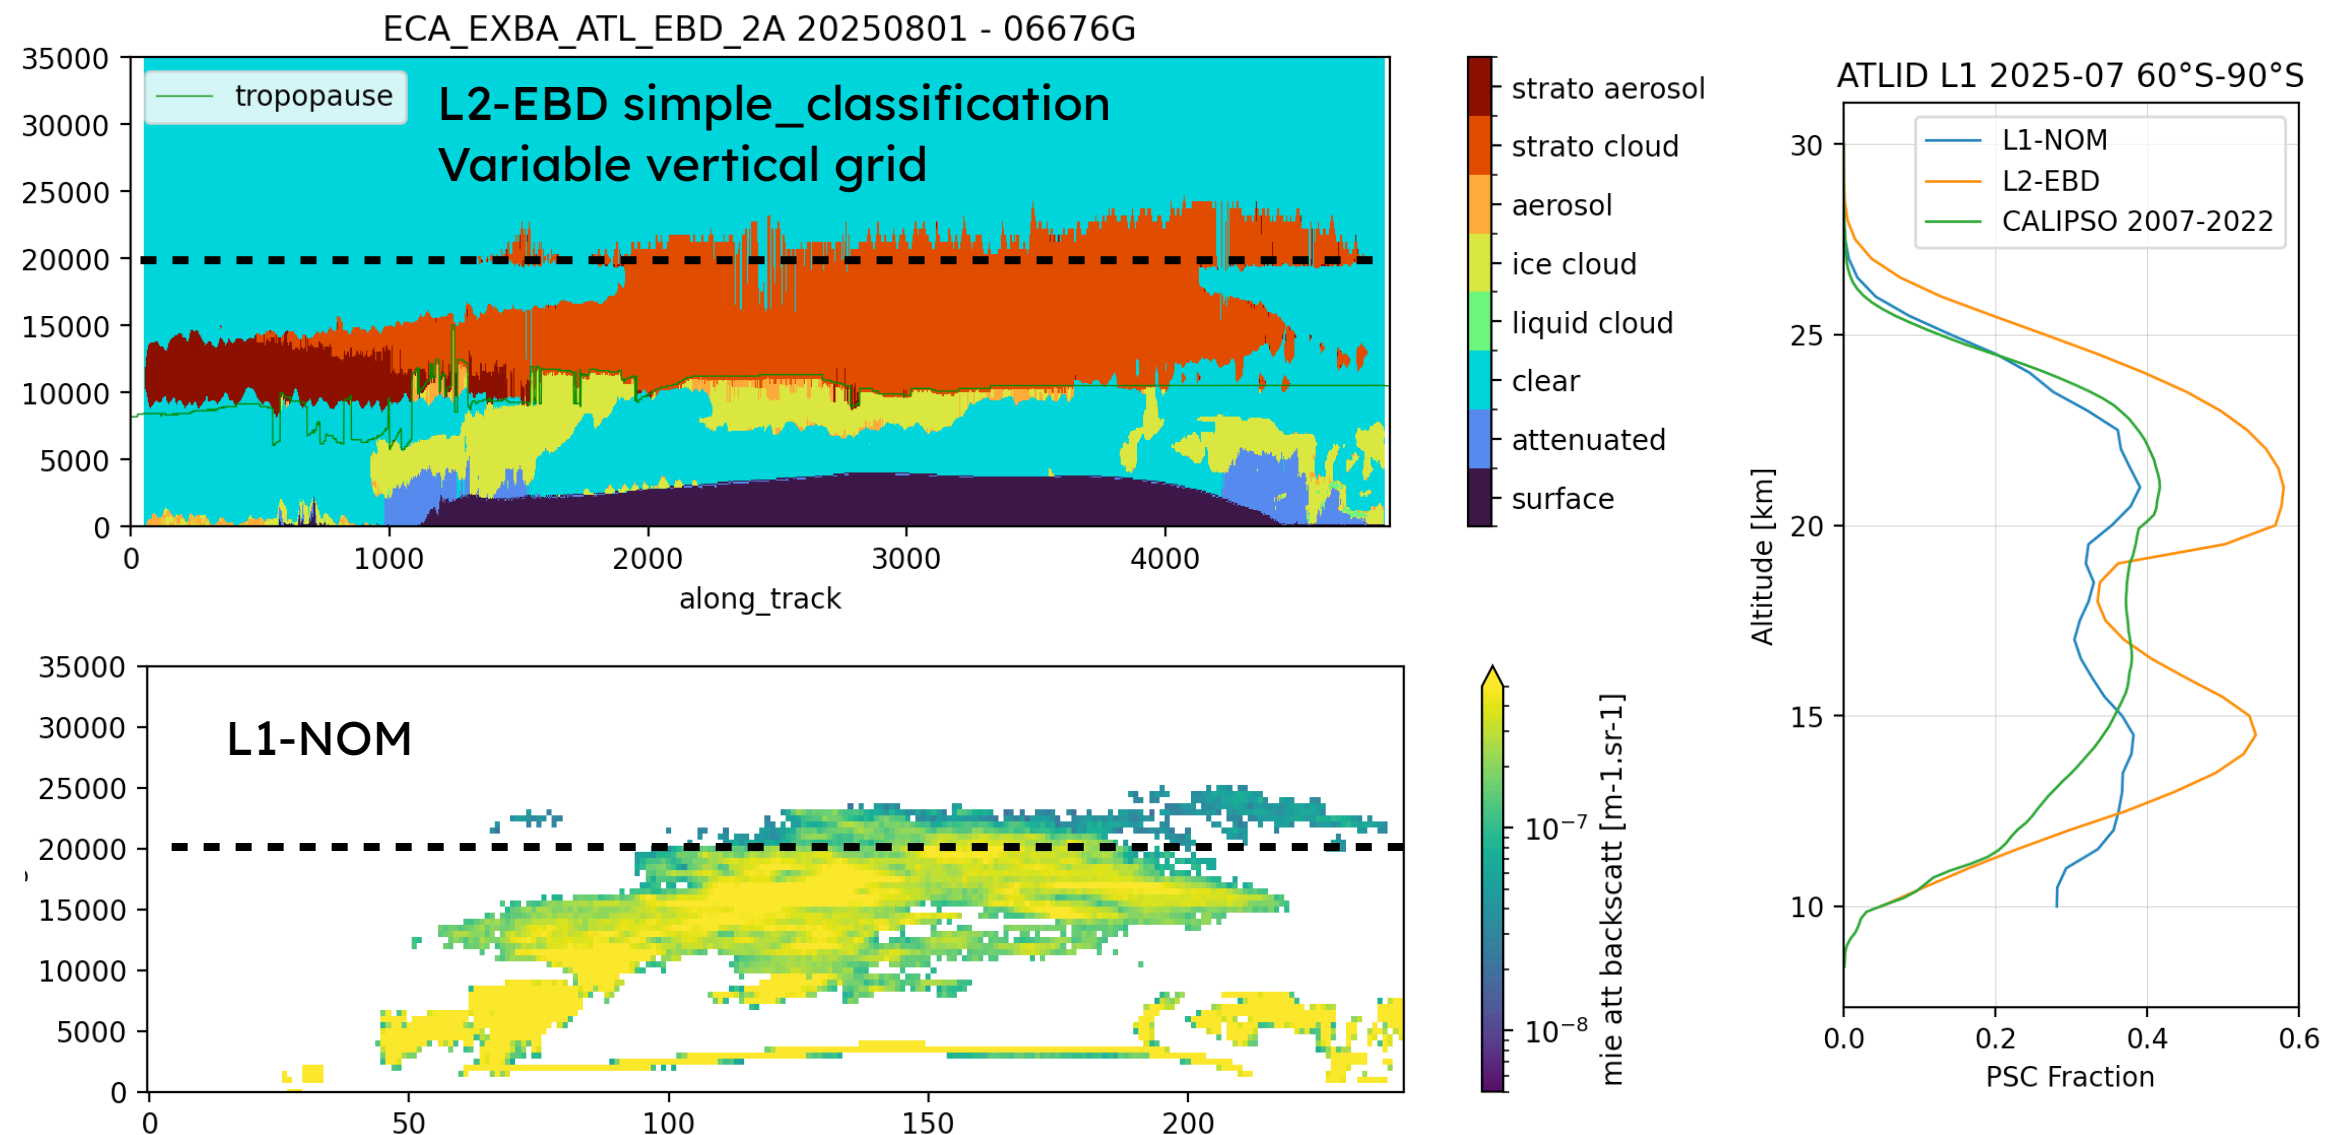 ECA_EXBA_ATL_EBD_2A 20250801 - 06676G
tropopause
L2-EBD simple_classification
Variable vertical grid
35000
30000
25000
20000
15000
10000
5000
0
0 1000 2000 3000 4000
along_track
strato aerosol
strato cloud
aerosol
ice cloud
liquid cloud
clear
attenuated
surface
L1-NOM
35000
30000
25000
20000
15000
10000
5000
0
0 50 100 150 200
10⁻⁷
10⁻⁸
mie att backscatt [m-1.sr-1]
ATLID L1 2025-07 60°S-90°S
L1-NOM
L2-EBD
CALIPSO 2007-2022
30
25
20
15
10
Altitude [km]
0.0 0.2 0.4 0.6
PSC Fraction